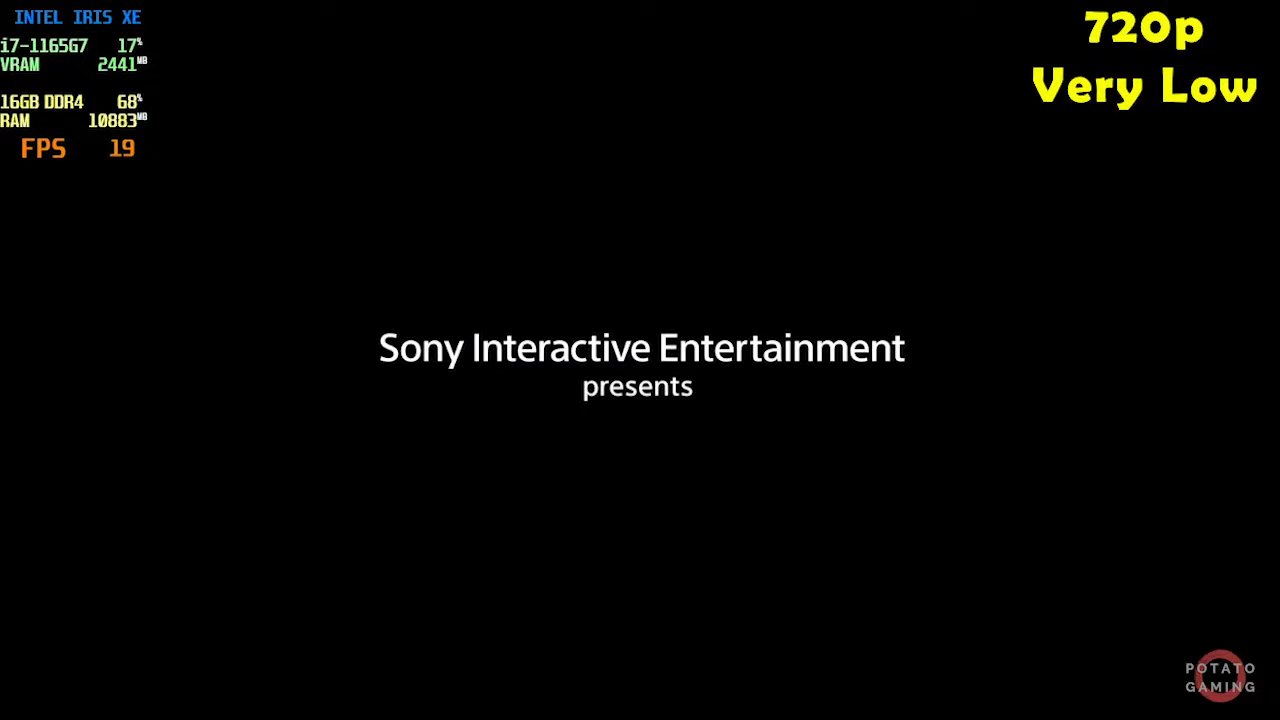 INTEL IRIS XE
i7-1165G7 17%
VRAM 2441MB
16GB DDR4 68%
RAM 10883MB
FPS 19
720p
Very Low
Sony Interactive Entertainment
presents
POTATO
GAMING